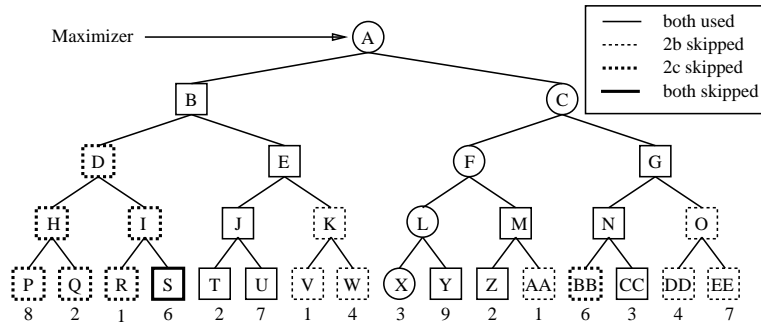 Maximizer
A
both used
2b skipped
2c skipped
both skipped
B C
D E F G
H I J K L M N O
P Q R S T U V W X Y Z AA BB CC DD EE
8 2 1 6 2 7 1 4 3 9 2 1 6 3 4 7